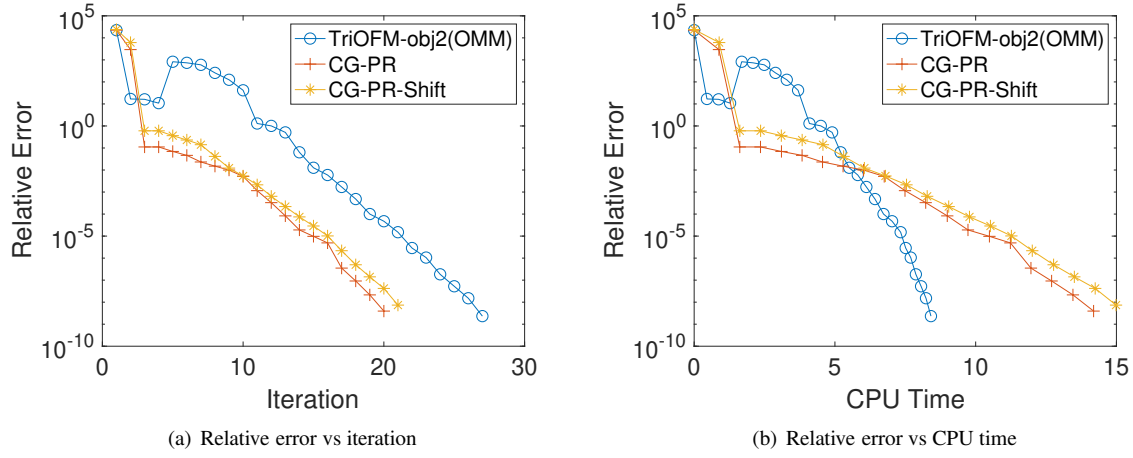 10^5
10^0
10^-5
10^-10
Relative Error
0 10 20 30
Iteration
TriOFM-obj2(OMM)
CG-PR
CG-PR-Shift
(a) Relative error vs iteration
10^5
10^0
10^-5
10^-10
Relative Error
0 5 10 15
CPU Time
TriOFM-obj2(OMM)
CG-PR
CG-PR-Shift
(b) Relative error vs CPU time